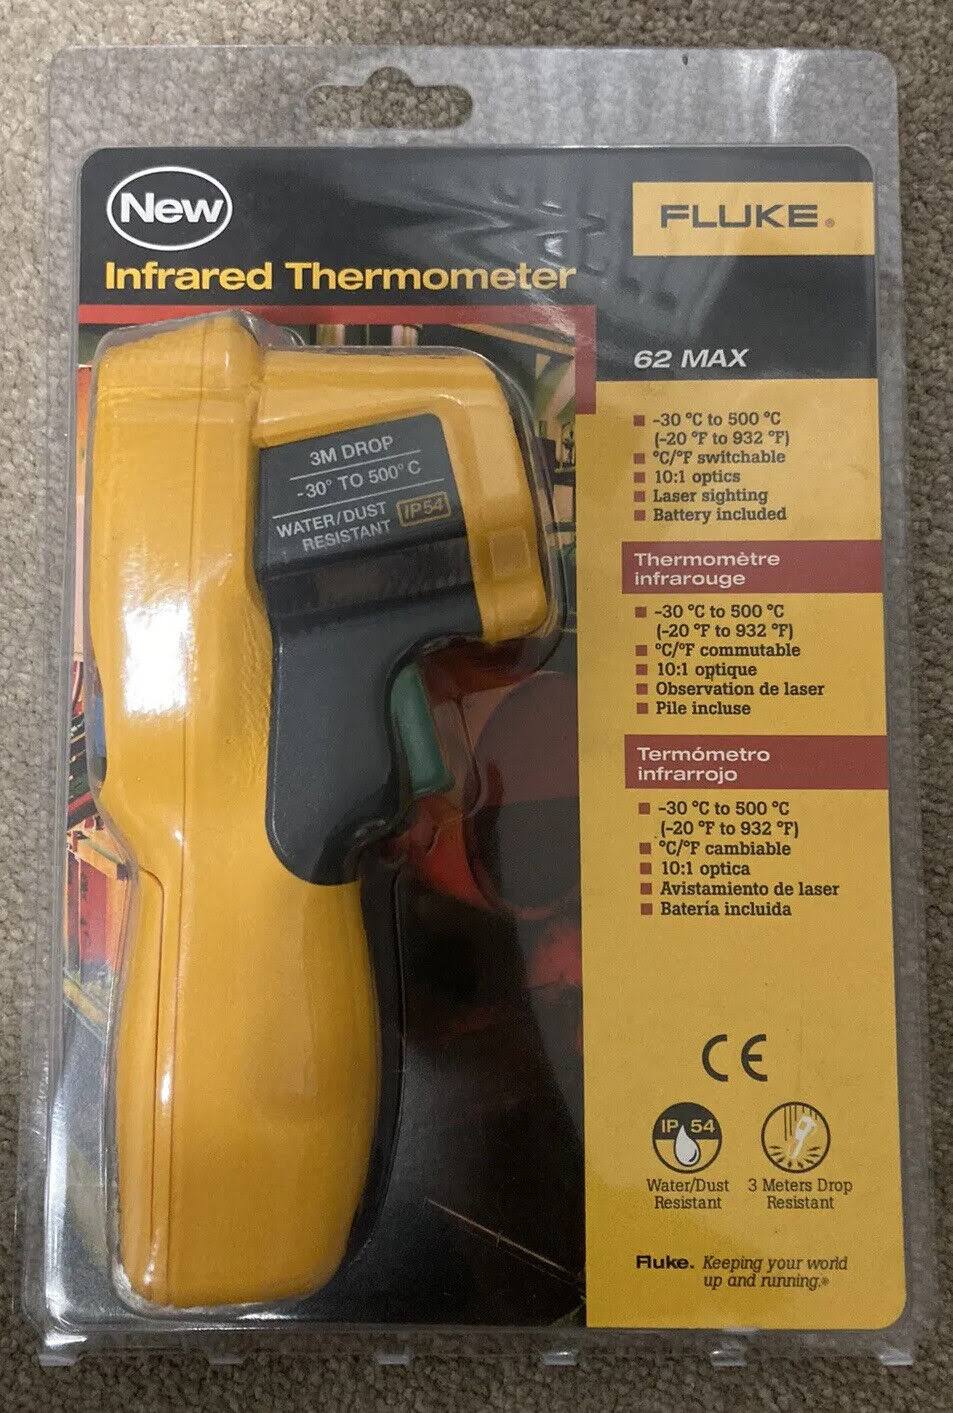 New
FLUKE®
Infrared Thermometer
62 MAX
3M DROP
-30° TO 500°C
WATER/DUST
RESISTANT
IP54
-30 °C to 500 °C
(-20 °F to 932 °F)
°C/°F switchable
10:1 optics
Laser sighting
Battery included
Thermomètre
infrarouge
-30 °C to 500 °C
(-20 °F to 932 °F)
°C/°F commutable
10:1 optique
Observation de laser
Pile incluse
Termómetro
infrarrojo
-30 °C to 500 °C
(-20 °F to 932 °F)
°C/°F cambiable
10:1 optica
Avistamiento de laser
Batería incluida
CE
IP 54
Water/Dust
Resistant
3 Meters Drop
Resistant
Fluke. Keeping your world
up and running.®